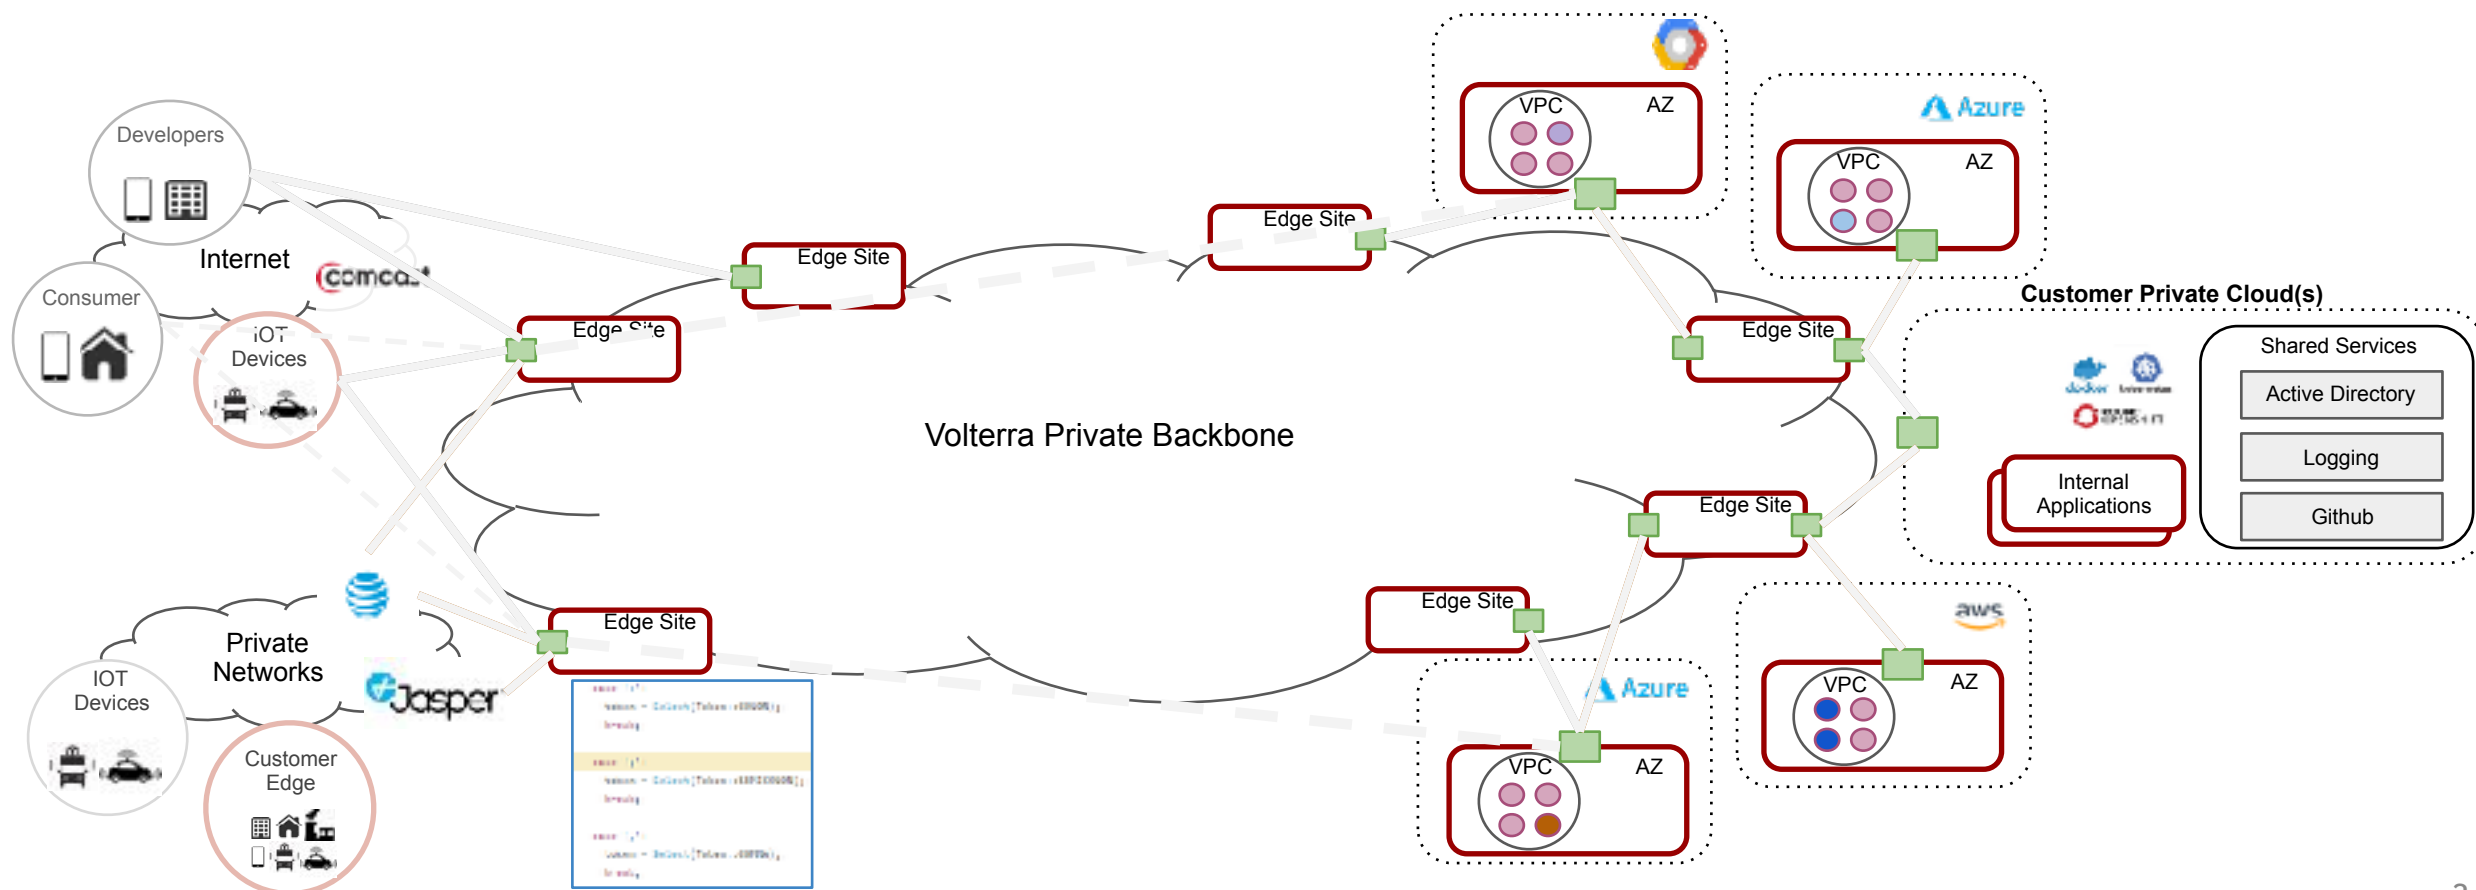 Developers
Internet
comcast
Consumer
IOT
Devices
Edge Site
Edge Site
Edge Site
VPC
AZ
Azure
VPC
AZ
Customer Private Cloud(s)
Edge Site
docker
Shared Services
Active Directory
Logging
Github
Internal
Applications
Volterra Private Backbone
Edge Site
Edge Site
Edge Site
Private
Networks
Jasper
IOT
Devices
Customer
Edge
Azure
VPC
AZ
aws
VPC
AZ